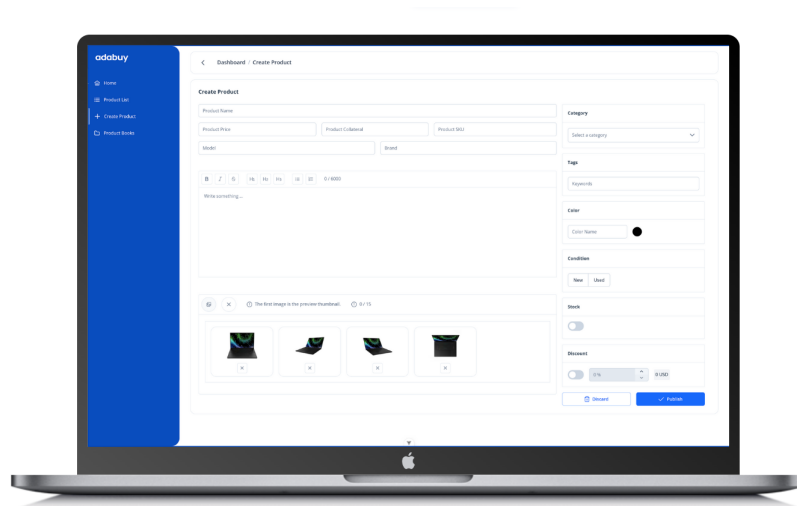 adabuy
Home
Product List
Create Product
Product Books
Dashboard / Create Product
Create Product
Product Name
Product Price
Product Collateral
Product SKU
Model
Brand
B I S H₁ H2 H3 0 / 6000
Write something...
The first image is the preview thumbnail.
0 / 15
Category
Select a category
Tags
Keywords
Color
Color Name
Condition
New
Used
Stock
Discount
0 %
0 USD
Discard
Publish